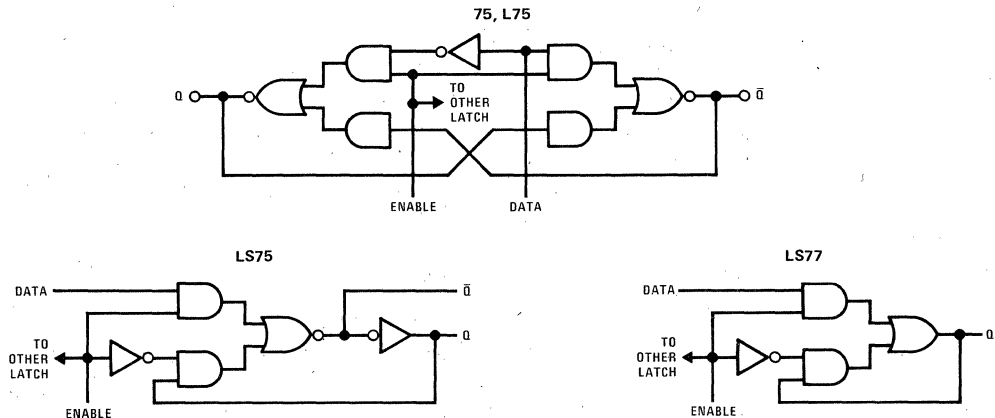 75, L75
Q
TO
OTHER
LATCH
Q̅
ENABLE
DATA
LS75
DATA
Q̅
Q
TO
OTHER
LATCH
ENABLE
LS77
DATA
Q
TO
OTHER
LATCH
ENABLE